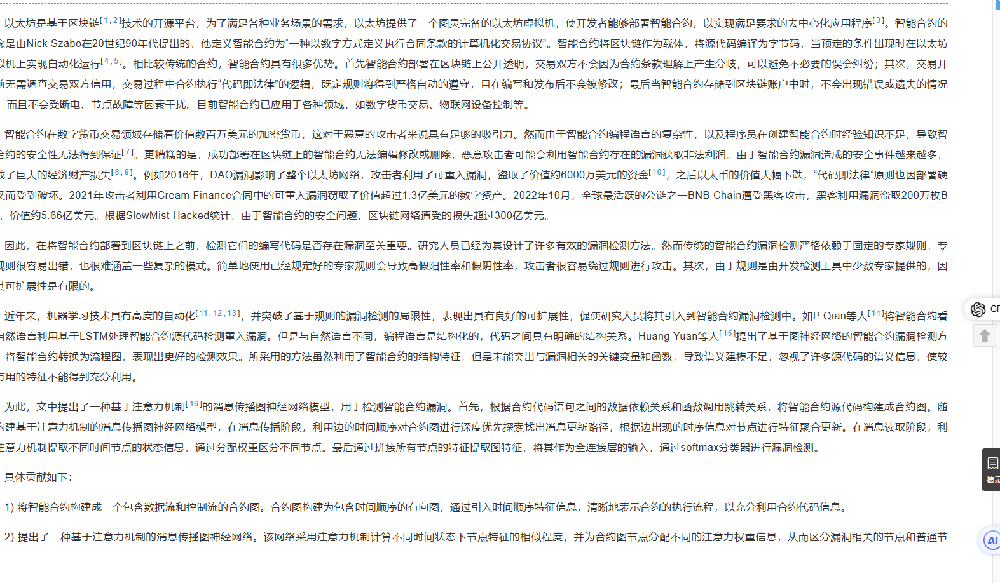 以太坊是基于区块链[1,2]技术的开源平台，为了满足各种业务场景的需求，以太坊提供了一个图灵完备的以太坊虚拟机，使开发者能够部署智能合约，以实现满足要求的去中心化应用程序[3]。智能合约的
念是由Nick Szabo在20世纪90年代提出的，他定义智能合约为“一种以数字方式定义执行合同条款的计算机化交易协议”。智能合约将区块链作为载体，将源代码编译为字节码，当预定的条件出现时在以太坊
拟机上实现自动化运行[4,5]。相比较传统的合约，智能合约具有很多优势。首先智能合约部署在区块链上公开透明，交易双方不会因为合约条款理解上产生分歧，可以避免不必要的误会纠纷；其次，交易开
前无需调查交易双方信用，交易过程中合约执行“代码即法律”的逻辑，既定规则将得到严格自动的遵守，且在编写和发布后不会被修改；最后当智能合约存储到区块链账户中时，不会出现错误或遗失的情况
，而且不会受断电、节点故障等因素干扰。目前智能合约已应用于各种领域，如数字货币交易、物联网设备控制等。
智能合约在数字货币交易领域存储着价值数百万美元的加密货币，这对于恶意的攻击者来说具有足够的吸引力。然而由于智能合约编程语言的复杂性，以及程序员在创建智能合约时经验知识不足，导致智
合约的安全性无法得到保证[7]。更糟糕的是，成功部署在区块链上的智能合约无法编辑修改或删除，恶意攻击者可能会利用智能合约存在的漏洞获取非法利润。由于智能合约漏洞造成的安全事件越来越多，
成了巨大的经济财产损失[8,9]。例如2016年，DAO漏洞影响了整个以太坊网络，攻击者利用了可重入漏洞，盗取了价值约6000万美元的资金[10]，之后以太币的价值大幅下跌，“代码即法律”原则也因部署硬
叉而受到破坏。2021年攻击者利用Cream Finance合同中的可重入漏洞窃取了价值超过1.3亿美元的数字资产。2022年10月，全球最活跃的公链之一BNB Chain遭受黑客攻击，黑客利用漏洞盗取200万枚B
，价值约5.66亿美元。根据SlowMist Hacked统计，由于智能合约的安全问题，区块链网络遭受的损失超过300亿美元。
因此，在将智能合约部署到区块链上之前，检测它们的编写代码是否存在漏洞至关重要。研究人员已经为其设计了许多有效的漏洞检测方法。然而传统的智能合约漏洞检测严格依赖于固定的专家规则，专
规则很容易出错，也很难涵盖一些复杂的模式。简单地使用已经规定好的专家规则会导致高假阳性率和假阴性率，攻击者很容易绕过规则进行攻击。其次，由于规则是由开发检测工具中少数专家提供的，因
其可扩展性是有限的。
近年来，机器学习技术具有高度的自动化[11,12,13]，并突破了基于规则的漏洞检测的局限性，表现出具有良好的可扩展性，促使研究人员将其引入到智能合约漏洞检测中。如P Qian等人[14]将智能合约看
自然语言利用基于LSTM处理智能合约源代码检测重入漏洞。但是与自然语言不同，编程语言是结构化的，代码之间具有明确的结构关系。Huang Yuan等人[15]提出了基于图神经网络的智能合约漏洞检测方
，将智能合约转换为流程图，表现出更好的检测效果。所采用的方法虽然利用了智能合约的结构特征，但是未能突出与漏洞相关的关键变量和函数，导致语义建模不足，忽视了许多源代码的语义信息，使较
有用的特征不能得到充分利用。
为此，文中提出了一种基于注意力机制[16]的消息传播图神经网络模型，用于检测智能合约漏洞。首先，根据合约代码语句之间的数据依赖关系和函数调用跳转关系，将智能合约源代码构建成合约图。随
构建基于注意力机制的消息传播图神经网络模型，在消息传播阶段，利用边的时间顺序对合约图进行深度优先探索找出消息更新路径，根据边出现的时序信息对节点进行特征聚合更新。在消息读取阶段，利
注意力机制提取不同时间节点的状态信息，通过分配权重区分不同节点。最后通过拼接所有节点的特征提取图特征，将其作为全连接层的输入，通过softmax分类器进行漏洞检测。
具体贡献如下：
1) 将智能合约构建成一个包含数据流和控制流的合约图。合约图构建为包含时间顺序的有向图，通过引入时间顺序特征信息，清晰地表示合约的执行流程，以充分利用合约代码信息。
2) 提出了一种基于注意力机制的消息传播图神经网络。该网络采用注意力机制计算不同时间状态下节点特征的相似程度，并为合约图节点分配不同的注意力权重信息，从而区分漏洞相关的节点和普通节
GP
摘录
Ai